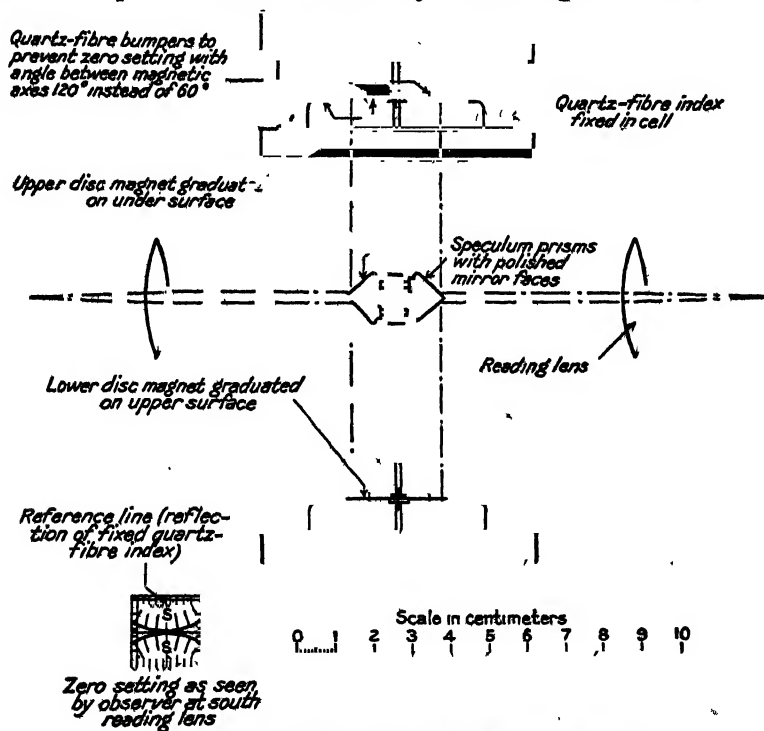 Quartz-fibre bumpers to
prevent zero setting with
angle between magnetic
axes 120° instead of 60°
Quartz-fibre index
fixed in cell
Upper disc magnet graduat-
on under surface
Speculum prisms
with polished
mirror faces
Reading lens
Lower disc magnet graduated
on upper surface
Reference line (reflec-
tion of fixed quartz-
fibre index)
S
S
Zero setting as seen
by observer at south
reading lens
Scale in centimeters
0 1 2 3 4 5 6 7 8 9 10